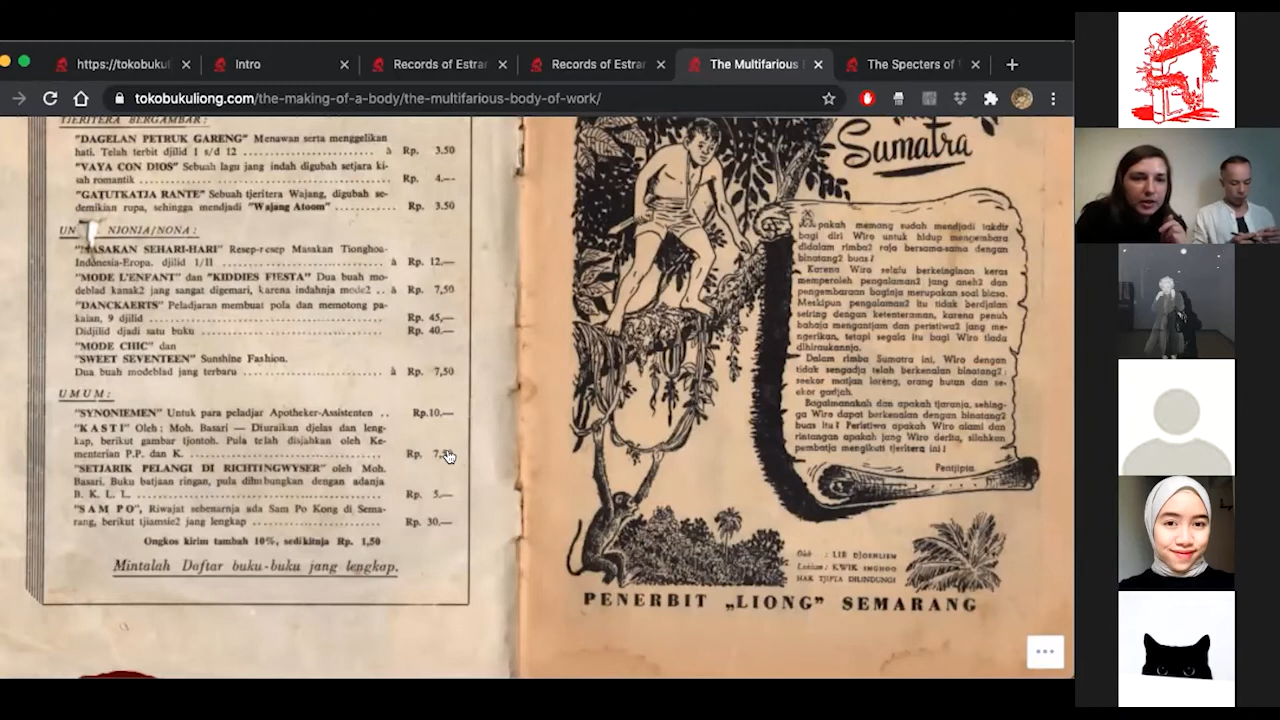 https://tokobukul
Intro
Records of Estrar
Records of Estrar
The Multifarious
The Specters of
tokobukuliong.com/the-making-of-a-body/the-multifarious-body-of-work/
TJERITERA BERGAMBAR:
"DAGELAN PETRUK GARENG" Menawan serta menggelikan
hati. Telah terbit djilid 1 s/d 12 .......................... à Rp. 3.50
"VAYA CON DIOS" Sebuah lagu jang indah digubah setjara ki-
sah romantik ............................................ Rp. 4.—
"GATUTKATJA RANTE" Sebuah tjeritera Wajang, digubah se-
demikian rupa, sehingga mendjadi "Wajang Atoom" ............ Rp. 3.50
UN NJONJA/NONA:
"MASAKAN SEHARI-HARI" Resep-resep Masakan Tionghoa-
Indonesia-Eropa. djilid I/II .......................... à Rp. 12.—
"MODE L'ENFANT" dan "KIDDIES FIESTA" Dua buah mo-
deblad kanak2 jang sangat digemari, karena indahnja mode2 .. à Rp. 7,50
"DANCKAERTS" Peladjaran membuat pola dan memotong pa-
kaian, 9 djilid ............................................ Rp. 45,—
Didjilid djadi satu buku .................................... Rp. 40.—
"MODE CHIC" dan
"SWEET SEVENTEEN" Sunshine Fashion.
Dua buah modeblad jang terbaru .......................... à Rp. 7,50
UMUM:
"SYNONIEMEN" Untuk para peladjar Apotheker-Assistenten .. Rp.10.—
"KASTI" Oleh: Moh. Basari — Diuraikan djelas dan leng-
kap, berikut gambar tjontoh. Pula telah disjahkan oleh Ke-
menterian P.P. dan K. .................................... Rp. 7,
"SETJARIK PELANGI DI RICHTINGWYSER" oleh Moh.
Basari. Buku batjaan ringan, pula dihubungkan dengan adanja
B. K. L. L. ............................................ Rp. 5.—
"SAM PO", Riwajat sebenarnja ada Sam Po Kong di Sema-
rang, berikut tjiamsie2 jang lengkap .................... Rp. 30.—
Ongkos kirim tambah 10%, sedikitnja Rp. 1,50
Mintalah Daftar buku-buku jang lengkap.
Sumatra
Apakah memang sudah mendjadi takdir
bagi diri Wiro untuk hidup mengembara
didalam rimba2 raja bersama-sama dengan
binatang2 buas?
Karena Wiro selalu berkeinginan keras
memperoleh pengalaman2 jang aneh2 dan
pengembaraan baginja merupakan soal biasa.
Meskipun pengalaman2 itu tidak berdjalan
seiring dengan ketenteraman, karena penuh
bahaja mengantjam dan peristiwa2 jang me-
ngerikan, tetapi segala itu bagi Wiro tiada
dihiraukannja.
Dalam rimba Sumatra ini, Wiro dengan
tidak sengadja telah berkenalan binatang2:
seekor matjan loreng, orang hutan dan se-
ekor gadjah.
Bagaimanakah dan apakah tjaranja, sehing-
ga Wiro dapat berkenalan dengan binatang2
buas itu? Peristiwa apakah Wiro alami dan
rintangan apakah jang Wiro derita, silahkan
pembatja mengikuti tjeritera ini!
Pentjipta.
Oleh : LIE DJOENLIEM
Lukisan: KWIK INGHOO
HAK TJIPTA DILINDUNGI
PENERBIT „LIONG" SEMARANG